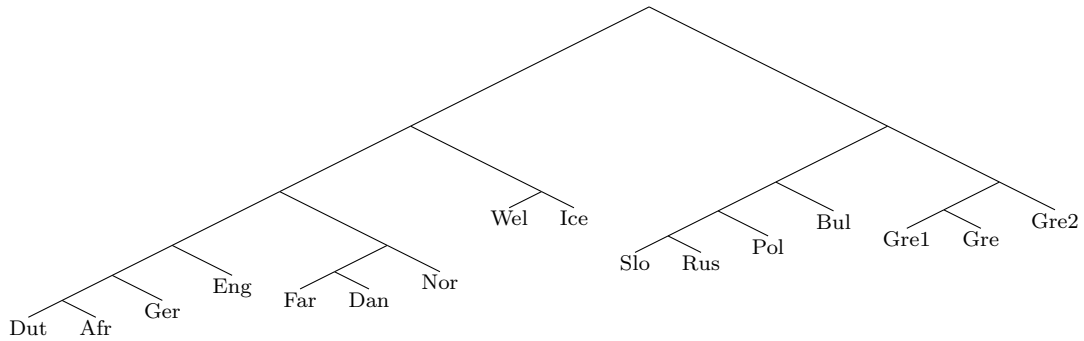 Dut
Afr
Ger
Eng
Far
Dan
Nor
Wel
Ice
Slo
Rus
Pol
Bul
Gre1
Gre
Gre2